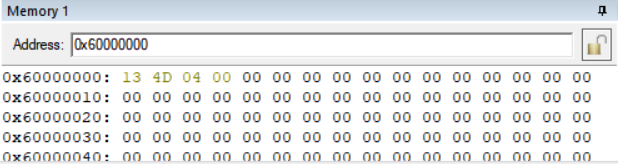 Memory 1
Address: 0x60000000
0x60000000: 13 4D 04 00 00 00 00 00 00 00 00 00 00 00 00 00
0x60000010: 00 00 00 00 00 00 00 00 00 00 00 00 00 00 00 00
0x60000020: 00 00 00 00 00 00 00 00 00 00 00 00 00 00 00 00
0x60000030: 00 00 00 00 00 00 00 00 00 00 00 00 00 00 00 00
0x60000040: 00 00 00 00 00 00 00 00 00 00 00 00 00 00 00 00